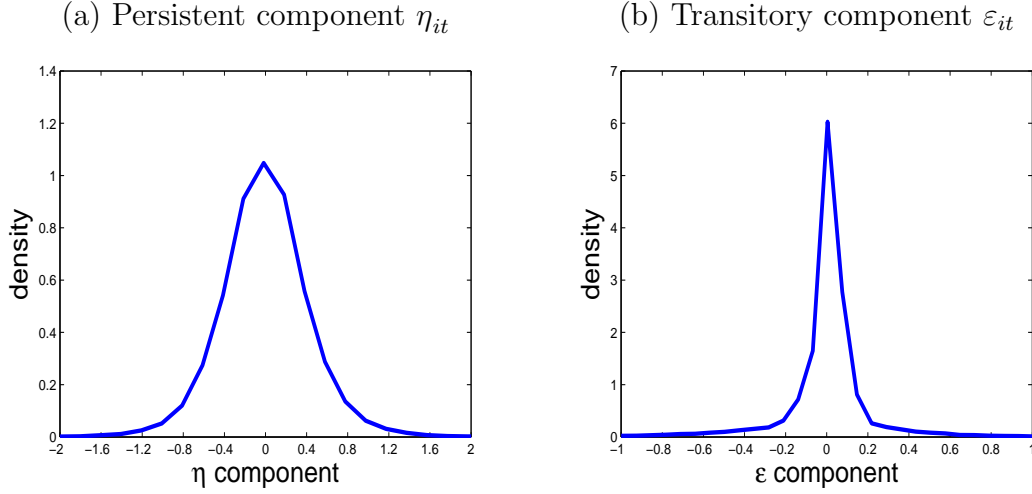 (a) Persistent component η_it
(b) Transitory component ε_it
1.4
1.2
1
0.8
0.6
0.4
0.2
0
density
−2 −1.6 −1.2 −0.8 −0.4 0 0.4 0.8 1.2 1.6 2
η component
7
6
5
4
3
2
1
0
density
−1 −0.8 −0.6 −0.4 −0.2 0 0.2 0.4 0.6 0.8 1
ε component